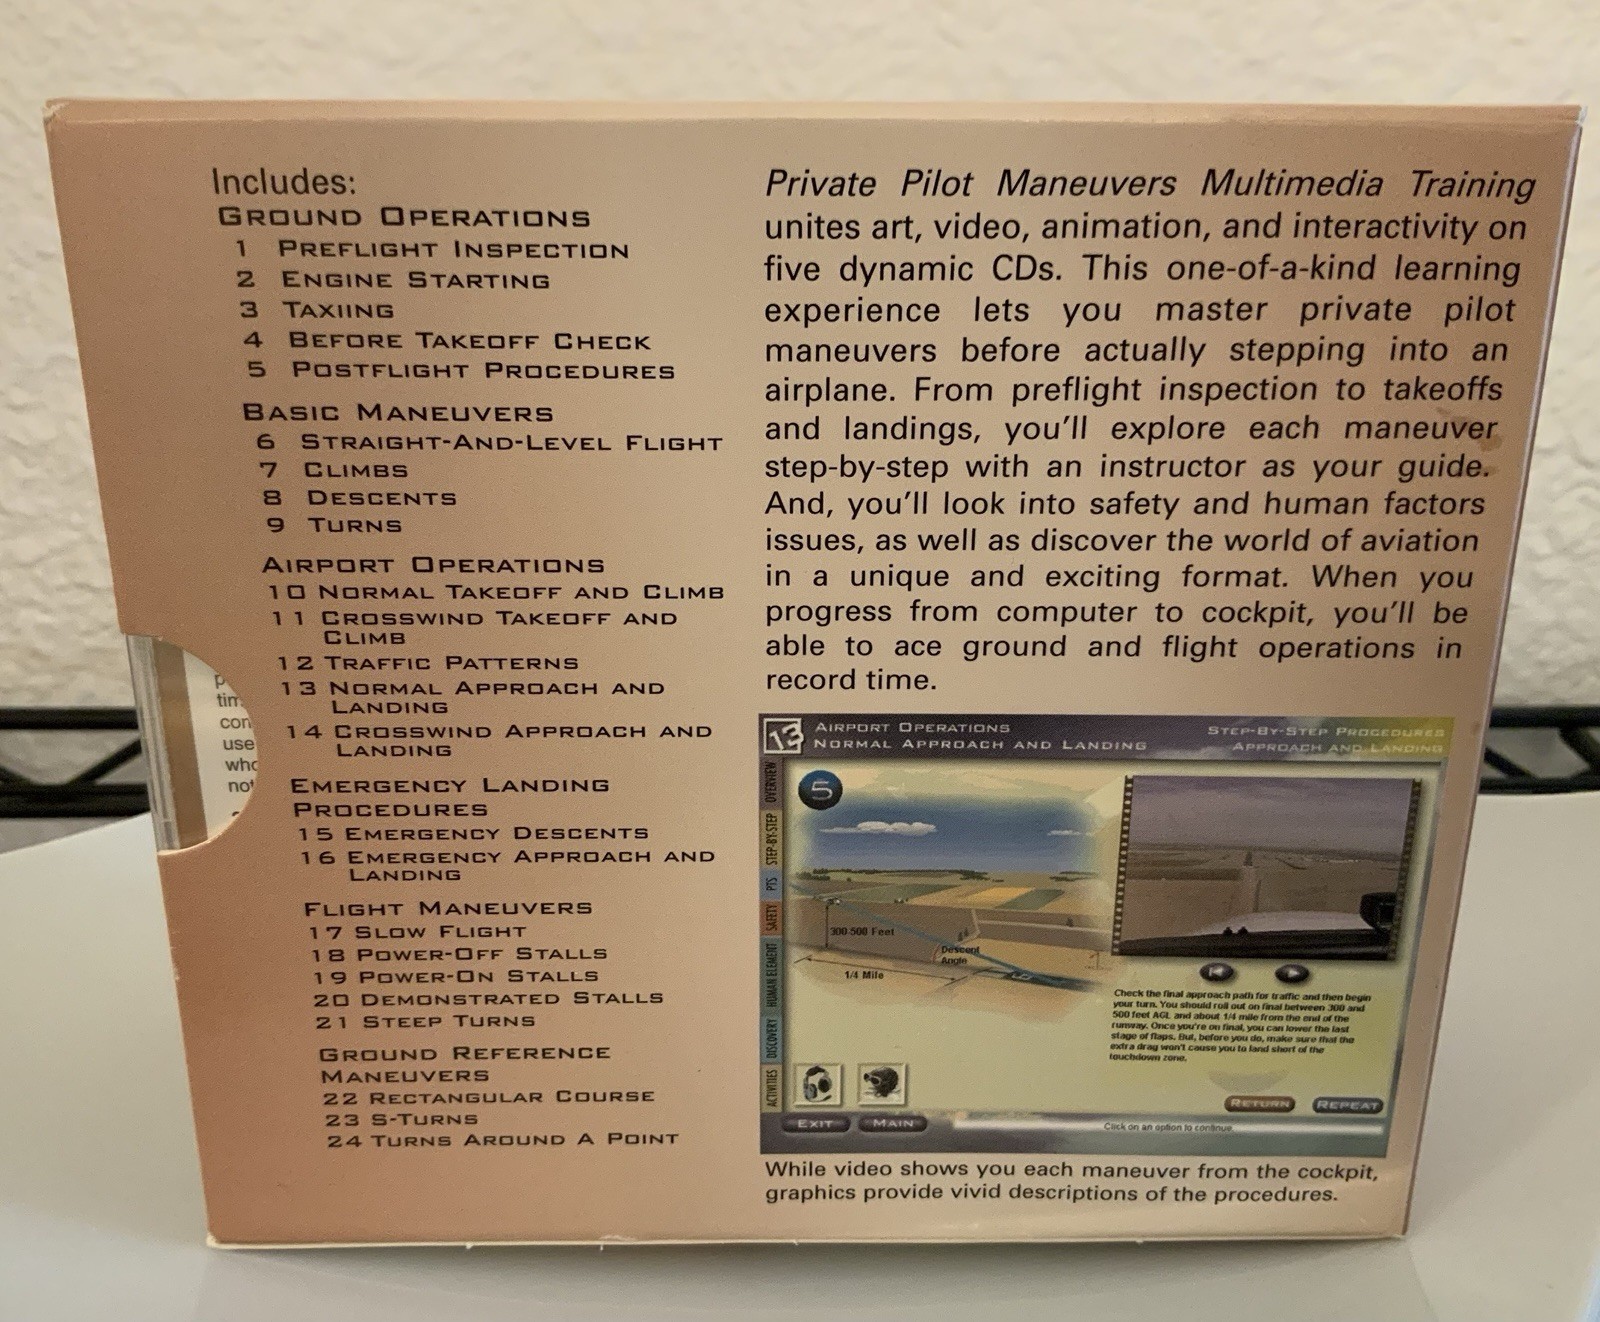 Includes:
GROUND OPERATIONS
1 PREFLIGHT INSPECTION
2 ENGINE STARTING
3 TAXIING
4 BEFORE TAKEOFF CHECK
5 POSTFLIGHT PROCEDURES
BASIC MANEUVERS
6 STRAIGHT-AND-LEVEL FLIGHT
7 CLIMBS
8 DESCENTS
9 TURNS
AIRPORT OPERATIONS
10 NORMAL TAKEOFF AND CLIMB
11 CROSSWIND TAKEOFF AND
CLIMB
12 TRAFFIC PATTERNS
13 NORMAL APPROACH AND
LANDING
14 CROSSWIND APPROACH AND
LANDING
EMERGENCY LANDING
PROCEDURES
15 EMERGENCY DESCENTS
16 EMERGENCY APPROACH AND
LANDING
FLIGHT MANEUVERS
17 SLOW FLIGHT
18 POWER-OFF STALLS
19 POWER-ON STALLS
20 DEMONSTRATED STALLS
21 STEEP TURNS
GROUND REFERENCE
MANEUVERS
22 RECTANGULAR COURSE
23 S-TURNS
24 TURNS AROUND A POINT
tim
con
use
who
not
Private Pilot Maneuvers Multimedia Training
unites art, video, animation, and interactivity on
five dynamic CDs. This one-of-a-kind learning
experience lets you master private pilot
maneuvers before actually stepping into an
airplane. From preflight inspection to takeoffs
and landings, you'll explore each maneuver
step-by-step with an instructor as your guide.
And, you'll look into safety and human factors
issues, as well as discover the world of aviation
in a unique and exciting format. When you
progress from computer to cockpit, you'll be
able to ace ground and flight operations in
record time.
13
AIRPORT OPERATIONS
NORMAL APPROACH AND LANDING
STEP-BY-STEP PROCEDURES
APPROACH AND LANDING
OVERVIEW
STEP-BY-STEP
PTS
SAFETY
HUMAN ELEMENT
DISCOVERY
ACTIVITIES
5
300-500 Feet
Descent
Angle
1/4 Mile
Check the final approach path for traffic and then begin
your turn. You should roll out on final between 300 and
500 feet AGL and about 1/4 mile from the end of the
runway. Once you're on final, you can lower the last
stage of flaps. But, before you do, make sure that the
extra drag won't cause you to land short of the
touchdown zone.
RETURN
REPEAT
EXIT
MAIN
Click on an option to continue.
While video shows you each maneuver from the cockpit,
graphics provide vivid descriptions of the procedures.